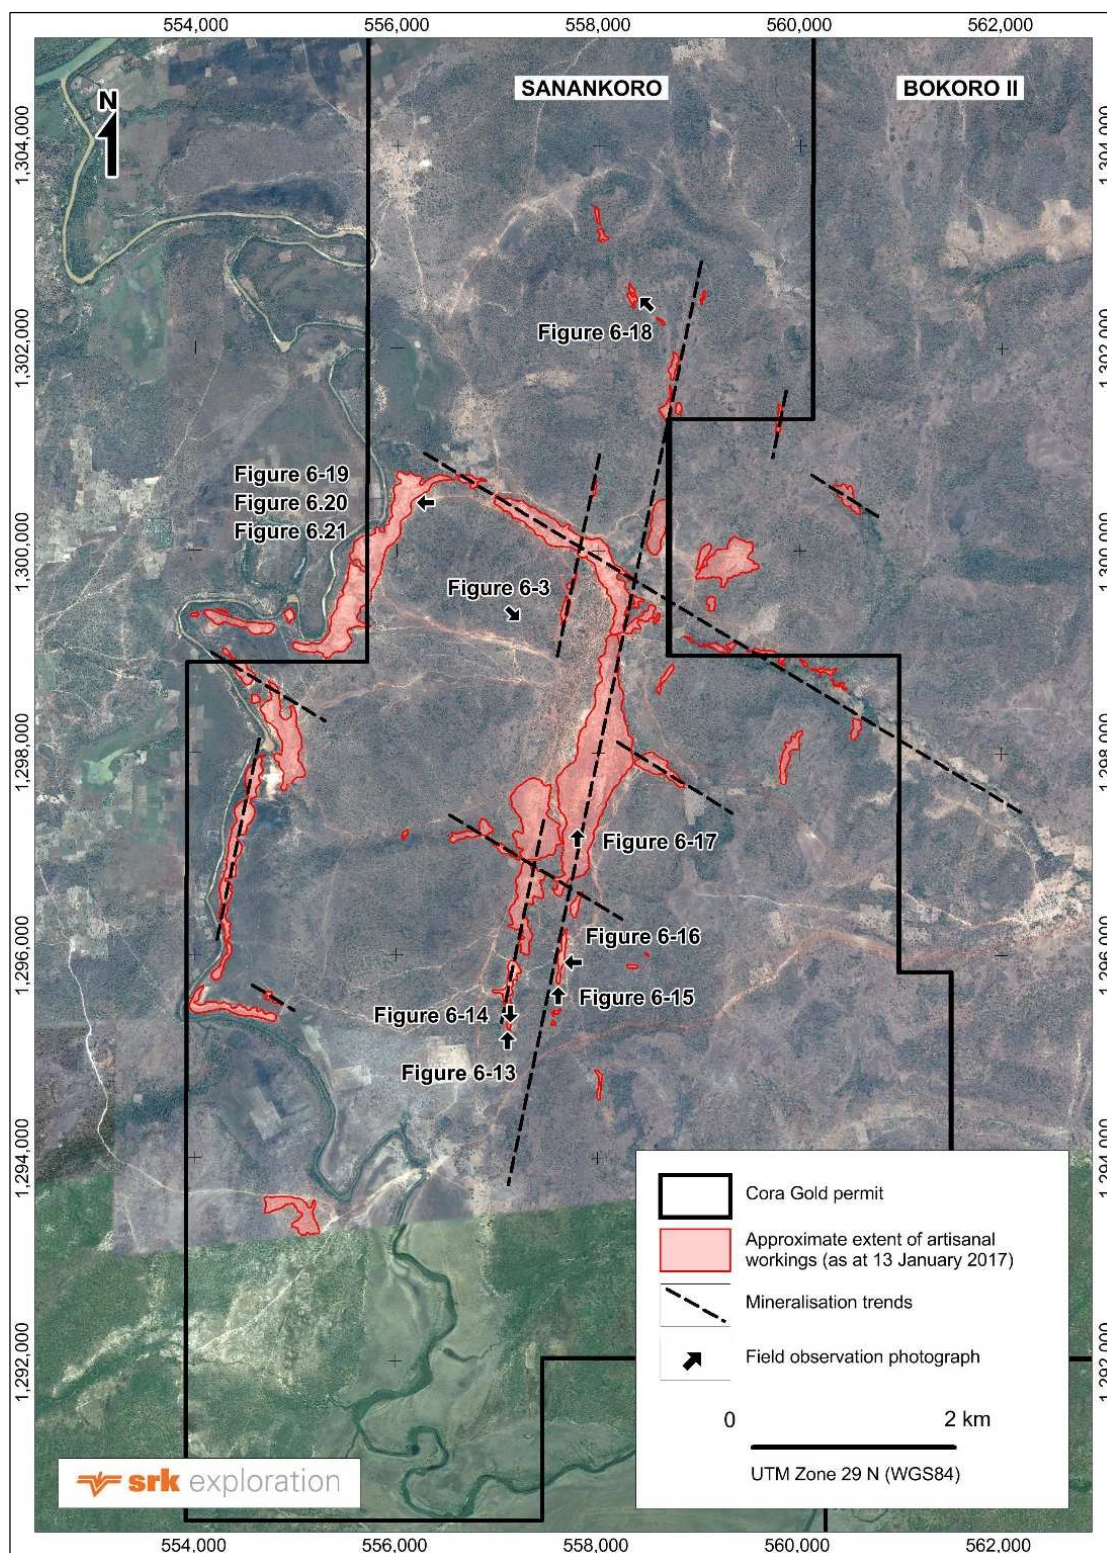 554,000
556,000
558,000
560,000
562,000
SANANKORO
BOKORO II
N
1,304,000
1,304,000
Figure 6-18
1,302,000
1,302,000
Figure 6-19
Figure 6.20
Figure 6.21
1,300,000
1,300,000
Figure 6-3
1,298,000
1,298,000
Figure 6-17
Figure 6-16
1,296,000
1,296,000
Figure 6-15
Figure 6-14
Figure 6-13
1,294,000
1,294,000
Cora Gold permit
Approximate extent of artisanal
workings (as at 13 January 2017)
Mineralisation trends
Field observation photograph
1,292,000
1,292,000
0
2 km
UTM Zone 29 N (WGS84)
srk exploration
554,000
556,000
558,000
560,000
562,000